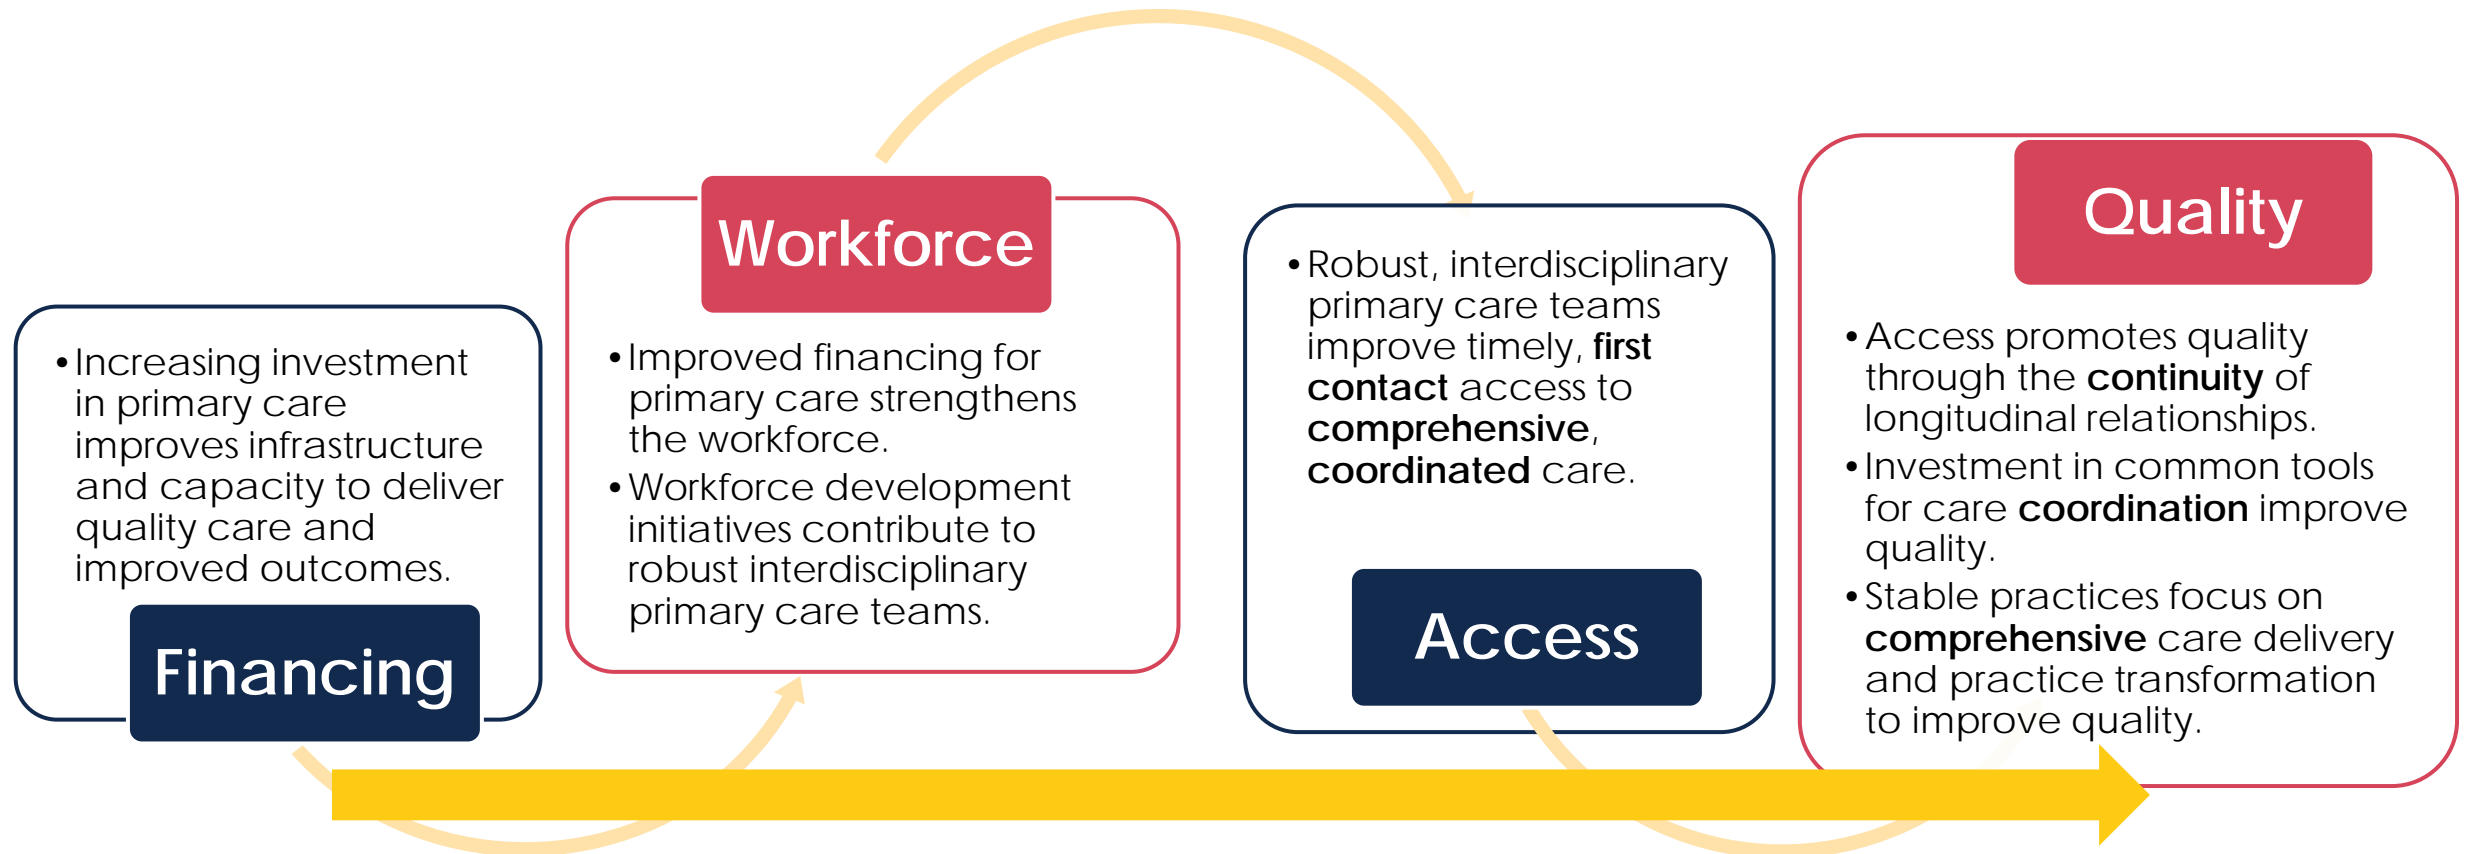 •Increasing investment
in primary care
improves infrastructure
and capacity to deliver
quality care and
improved outcomes.
Financing
Workforce
•Improved financing for
primary care strengthens
the workforce.
•Workforce development
initiatives contribute to
robust interdisciplinary
primary care teams.
•Robust, interdisciplinary
primary care teams
improve timely, first
contact access to
comprehensive,
coordinated care.
Access
Quality
•Access promotes quality
through the continuity of
longitudinal relationships.
•Investment in common tools
for care coordination improve
quality.
•Stable practices focus on
comprehensive care delivery
and practice transformation
to improve quality.